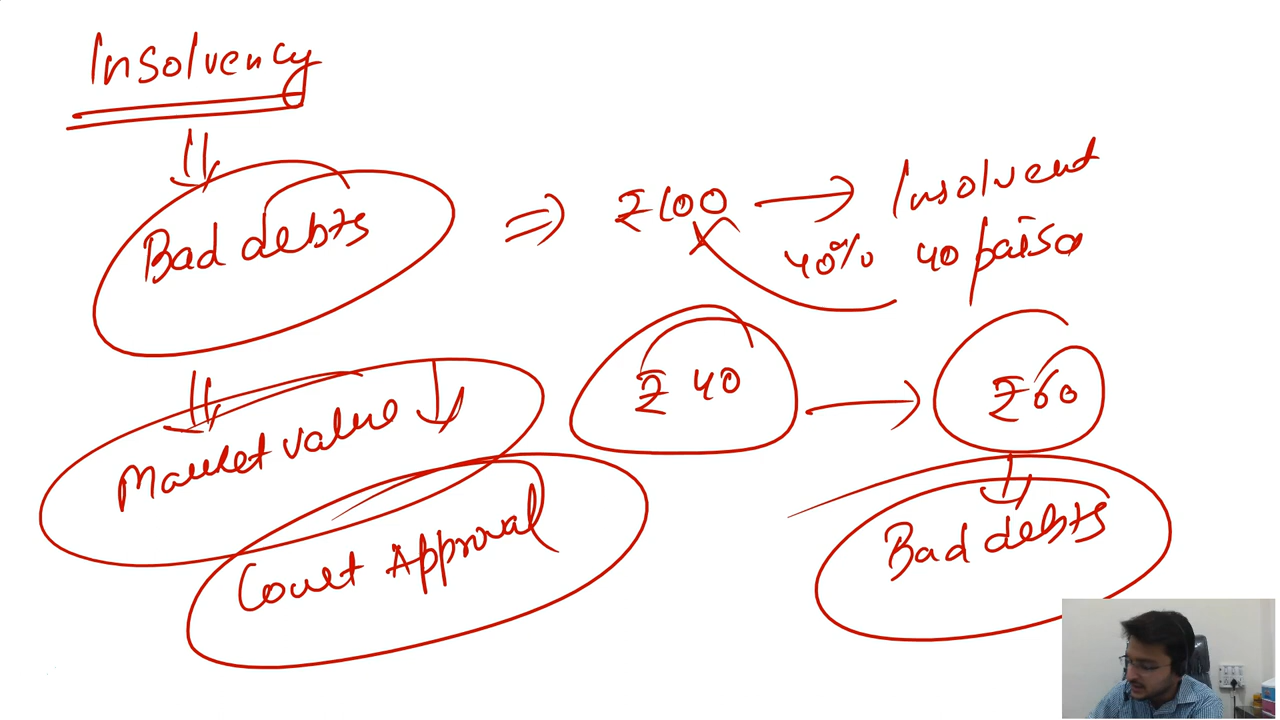 Insolvency
Bad debts ⇒ ₹100 → Insolvent
40% 40 paisa
₹ 40 → ₹60
Market value ↓
Bad debts
Court Approval